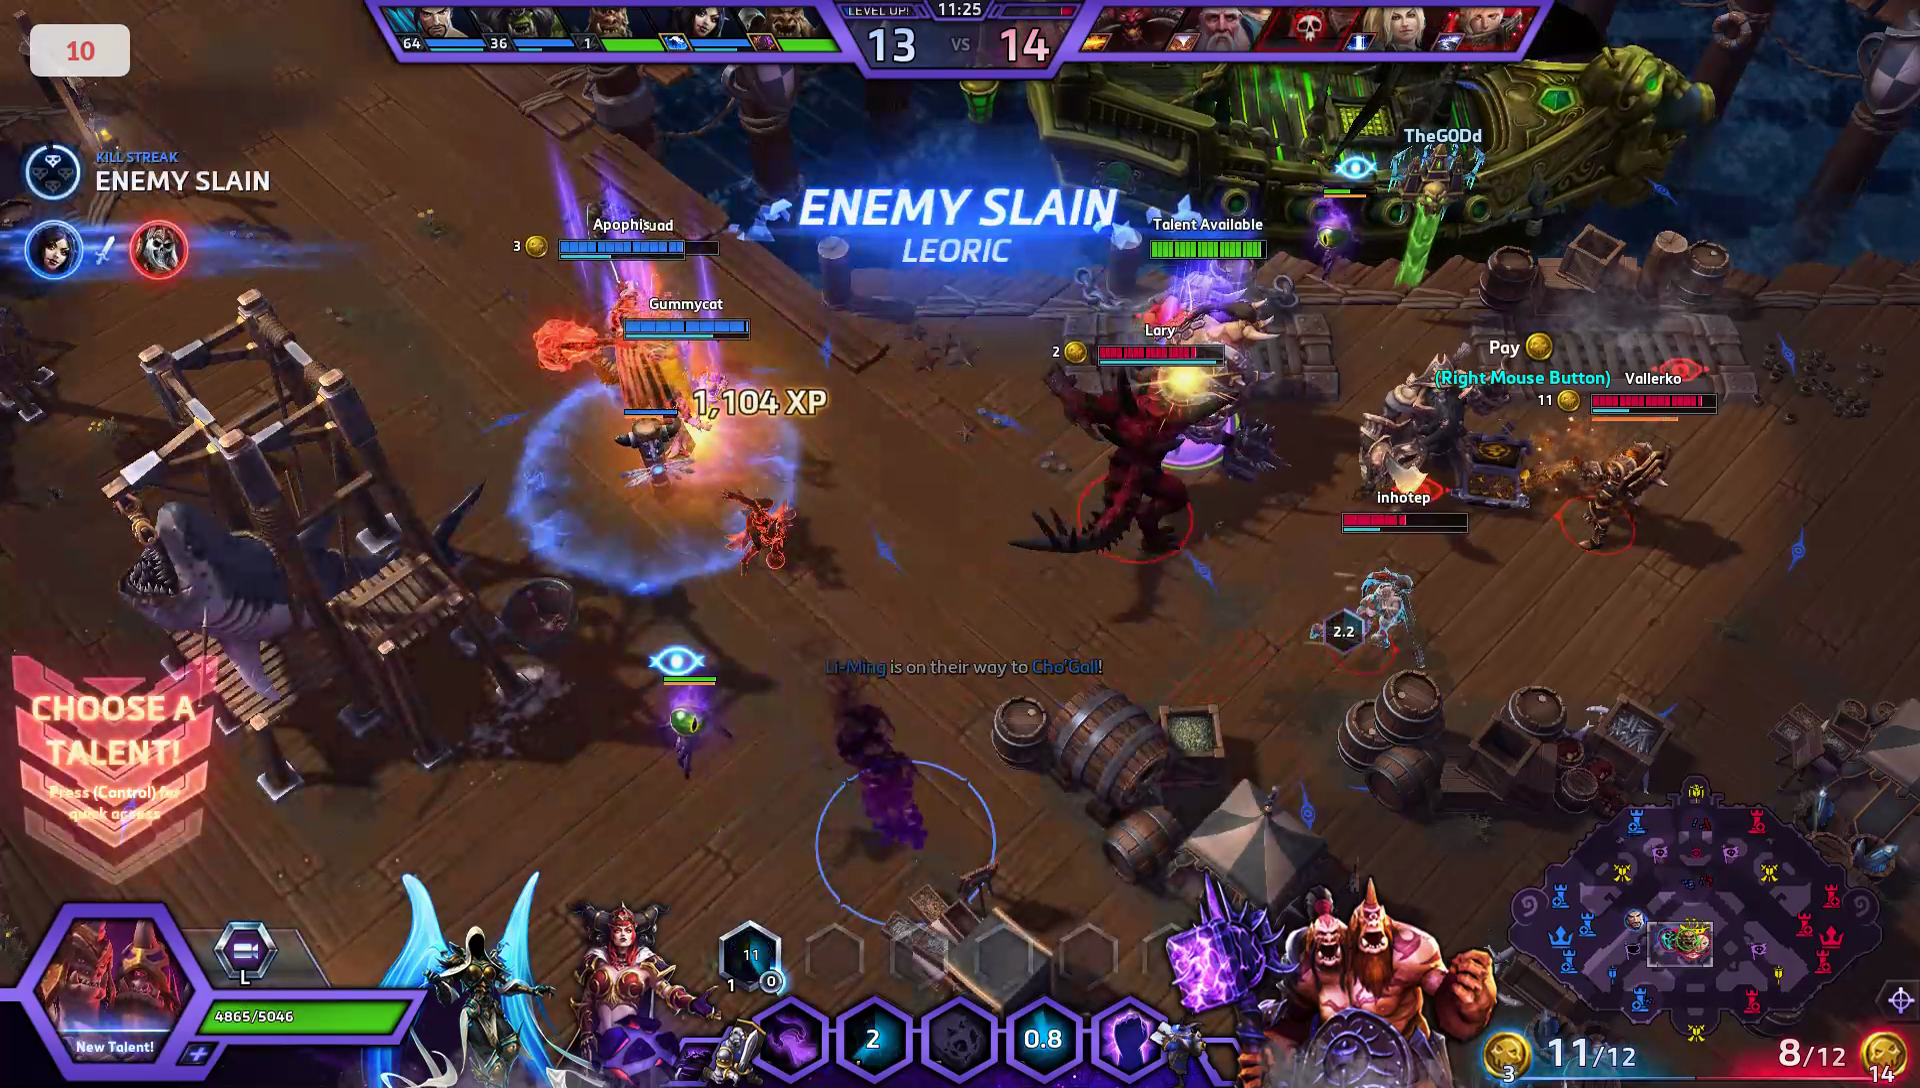 LEVEL UP!
11:25
64
36
1
13
VS
14
10
KILL STREAK
ENEMY SLAIN
ENEMY SLAIN
LEORIC
TheGODd
Talent Available
3
Gummycat
1,104 XP
Lary
2
Pay
(Right Mouse Button)
Vallerko
11
inhotep
2.2
Li-Ming is on their way to Cho'Gall!
CHOOSE A
TALENT!
Press (Control) for
quick access
L
4865/5046
New Talent!
11
1
0
2
0.8
11/12
3
8/12
14